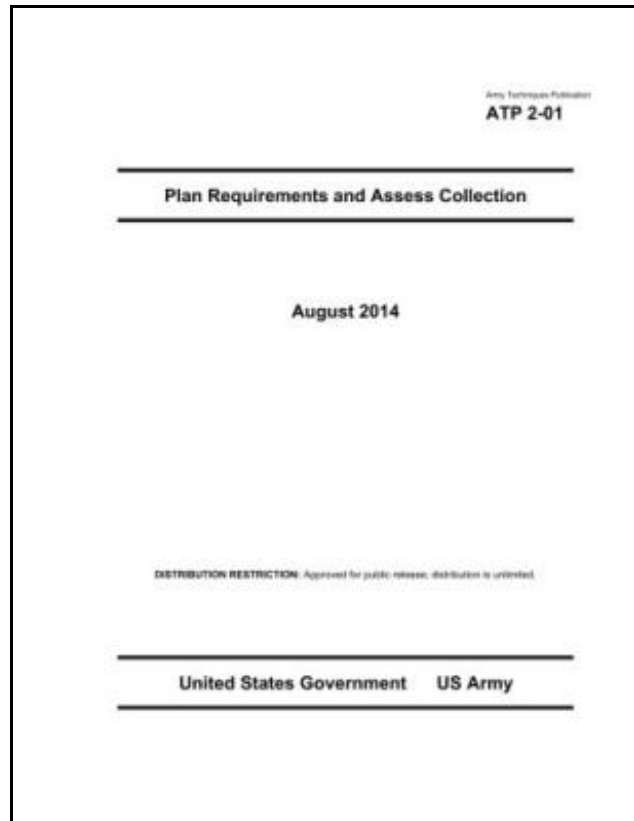 Army Techniques Publication
ATP 2-01
Plan Requirements and Assess Collection
August 2014
DISTRIBUTION RESTRICTION: Approved for public release; distribution is unlimited.
United States Government US Army